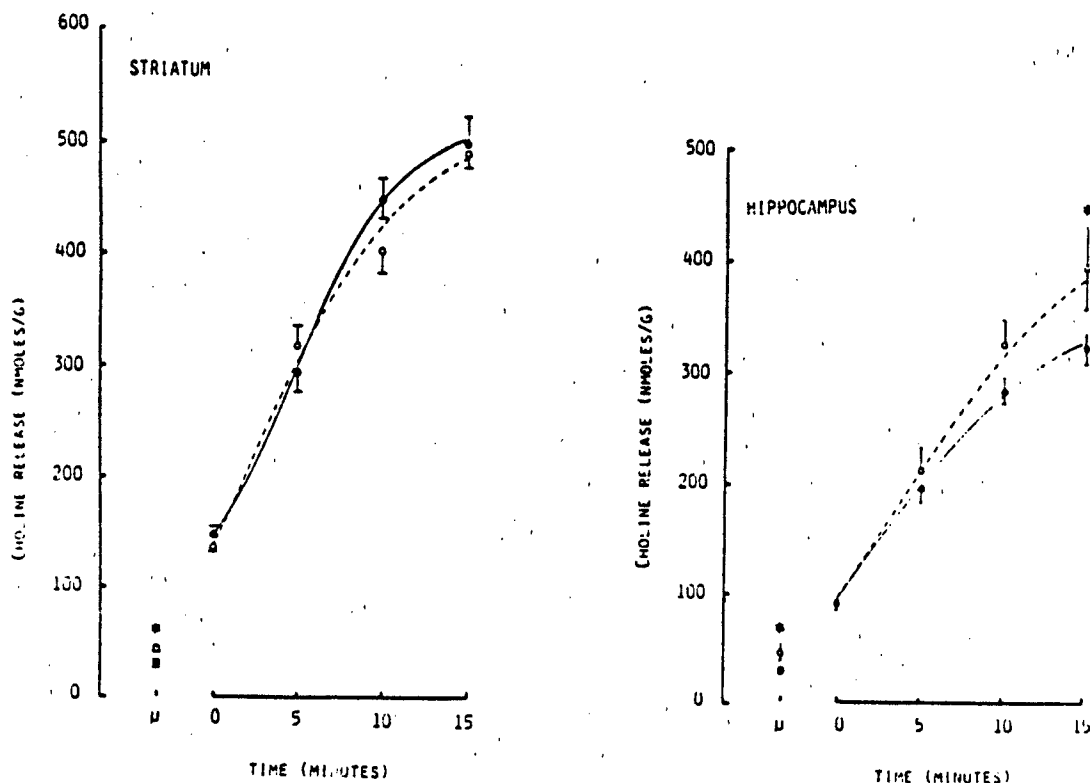 STRIATUM
600
500
400
300
200
100
0
CHOLINE RELEASE (NMOLES/G)
μ 0 5 10 15
TIME (MINUTES)
HIPPOCAMPUS
500
400
300
200
100
0
CHOLINE RELEASE (NMOLES/G)
μ 0 5 10 15
TIME (MINUTES)